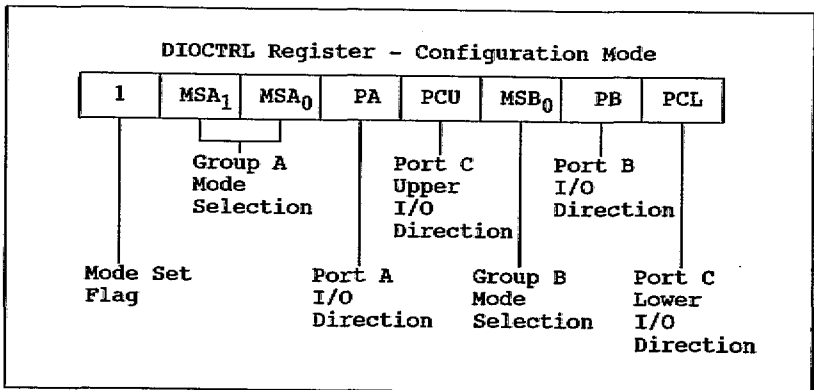 DIOCTRL Register - Configuration Mode
1 MSA1 MSA0 PA PCU MSB0 PB PCL
Group A
Mode
Selection
Port C
Upper
I/O
Direction
Port B
I/O
Direction
Mode Set
Flag
Port A
I/O
Direction
Group B
Mode
Selection
Port C
Lower
I/O
Direction